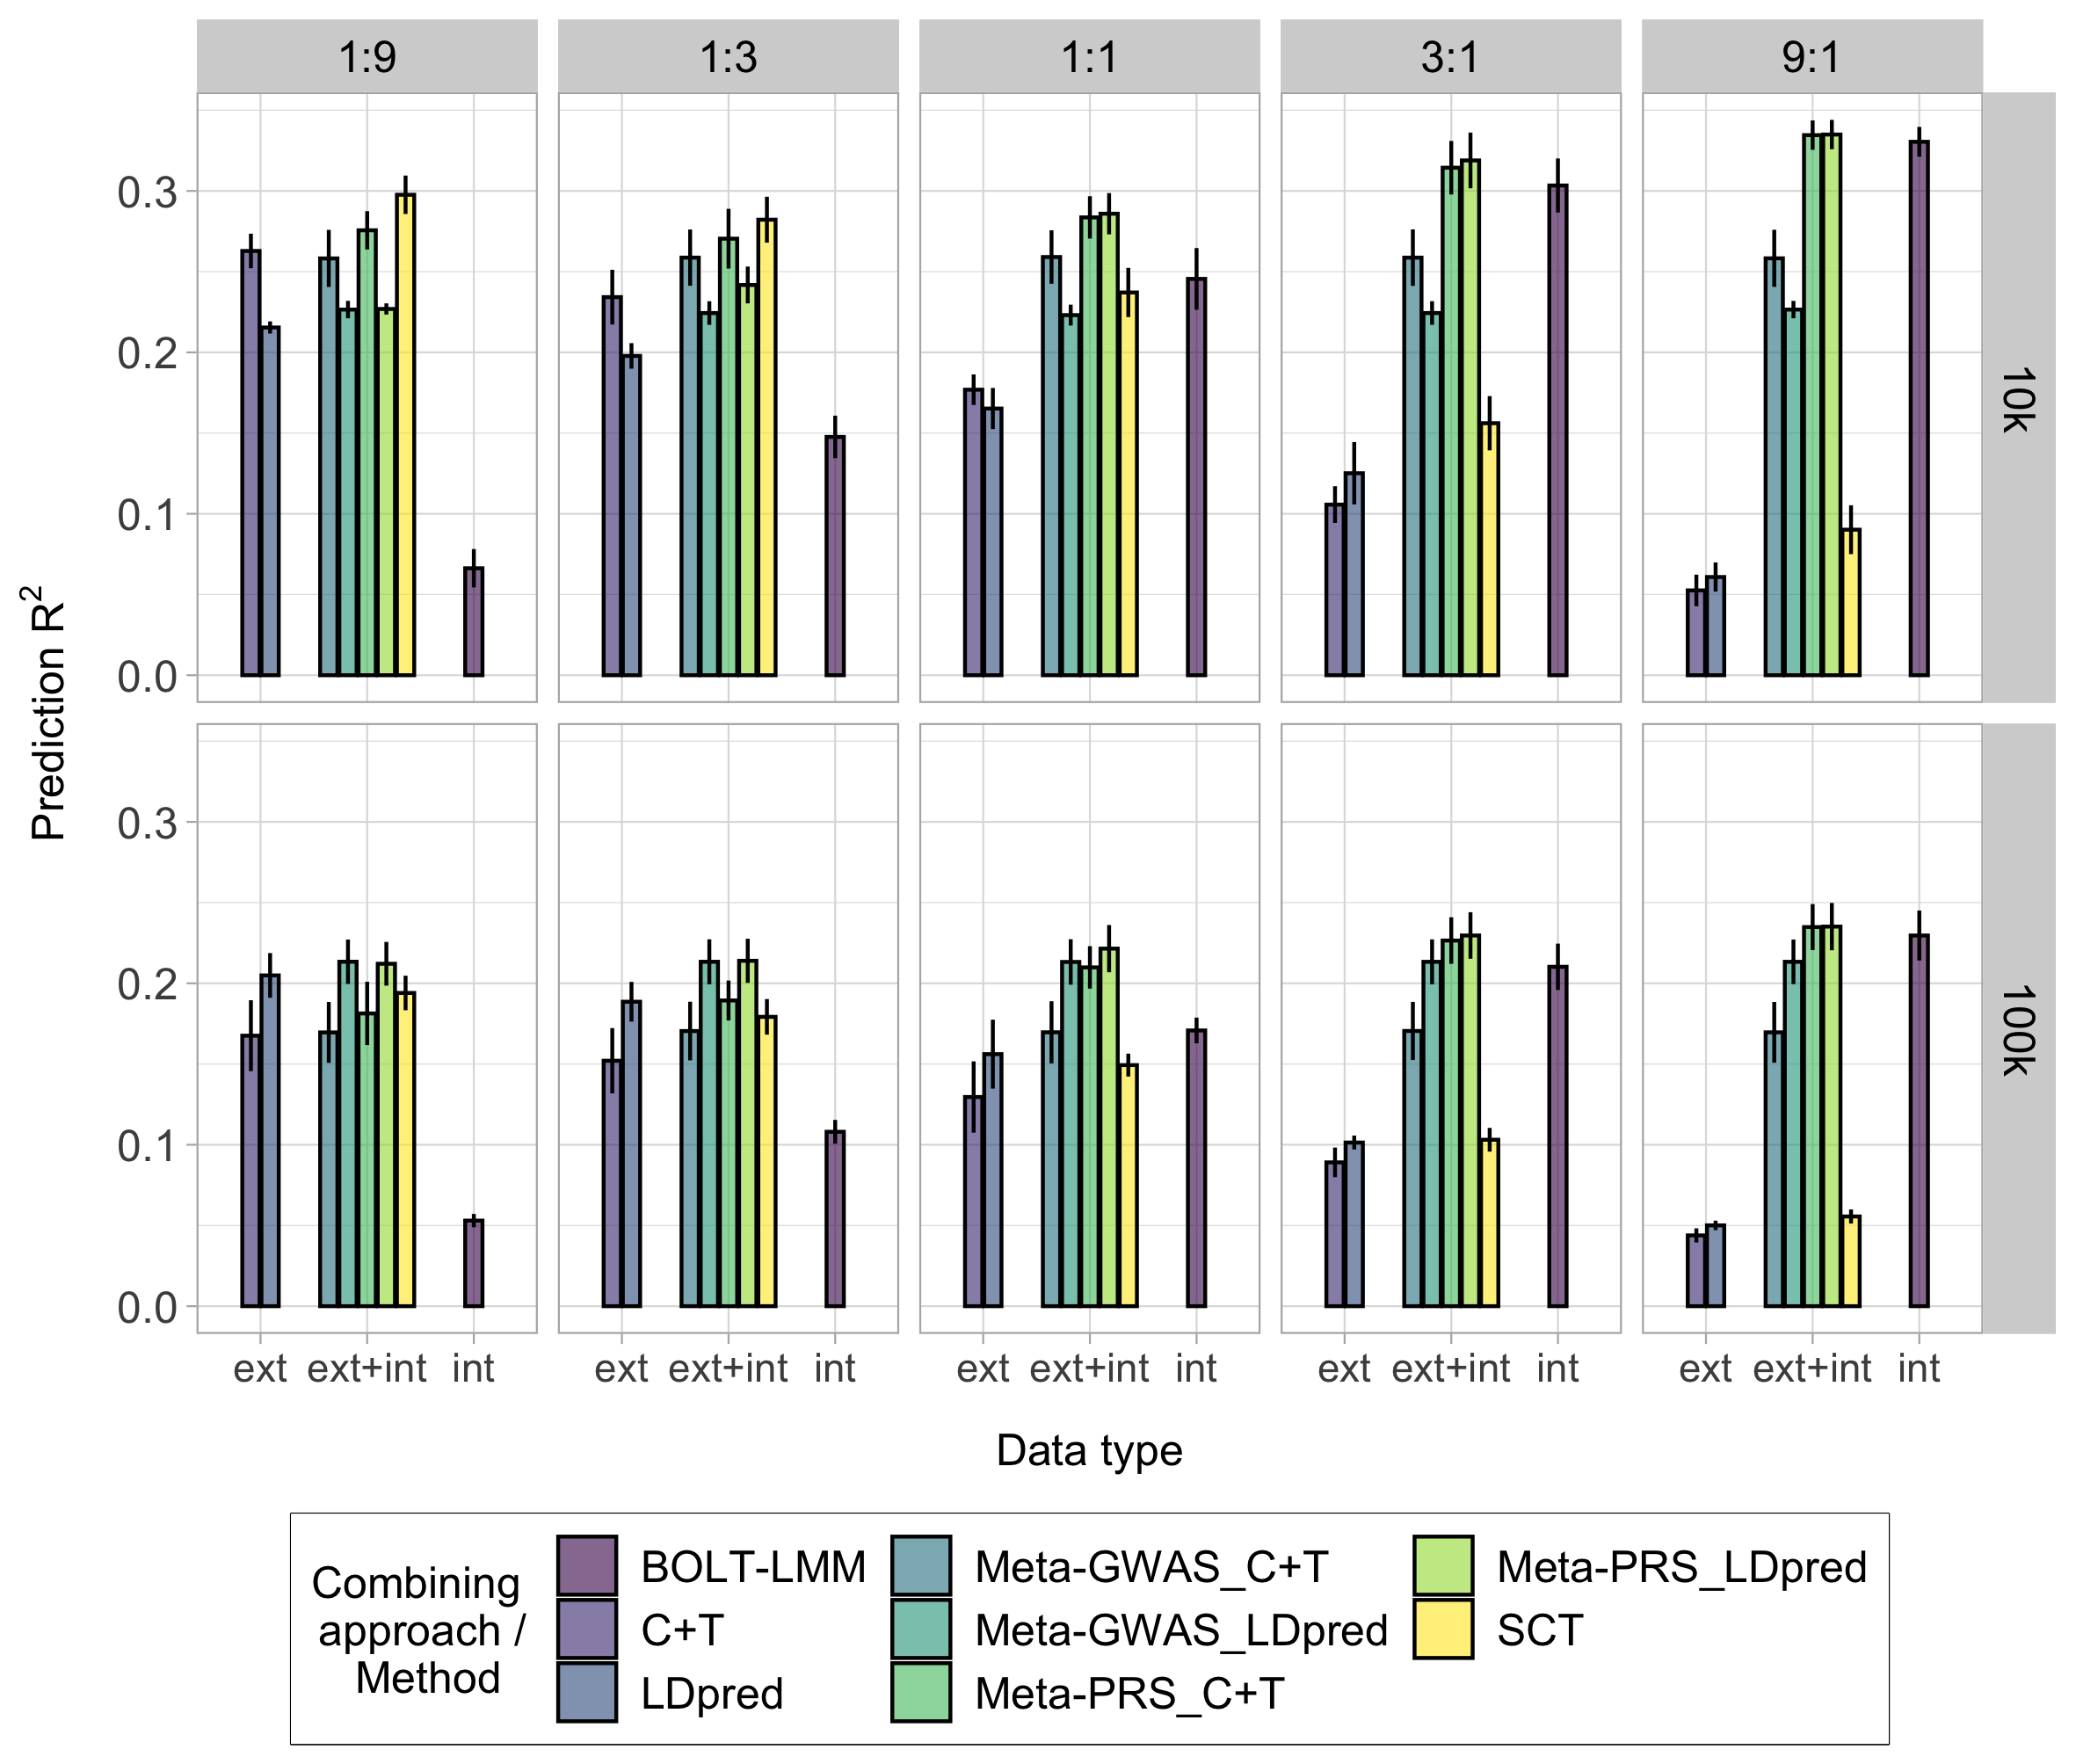 1:9 1:3 1:1 3:1 9:1
0.3
0.2
0.1
0.0
10k
Prediction R²
0.3
0.2
0.1
0.0
100k
ext ext+int int ext ext+int int ext ext+int int ext ext+int int ext ext+int int
Data type
Combining
approach /
Method
BOLT-LMM
C+T
LDpred
Meta-GWAS_C+T
Meta-GWAS_LDpred
Meta-PRS_C+T
Meta-PRS_LDpred
SCT